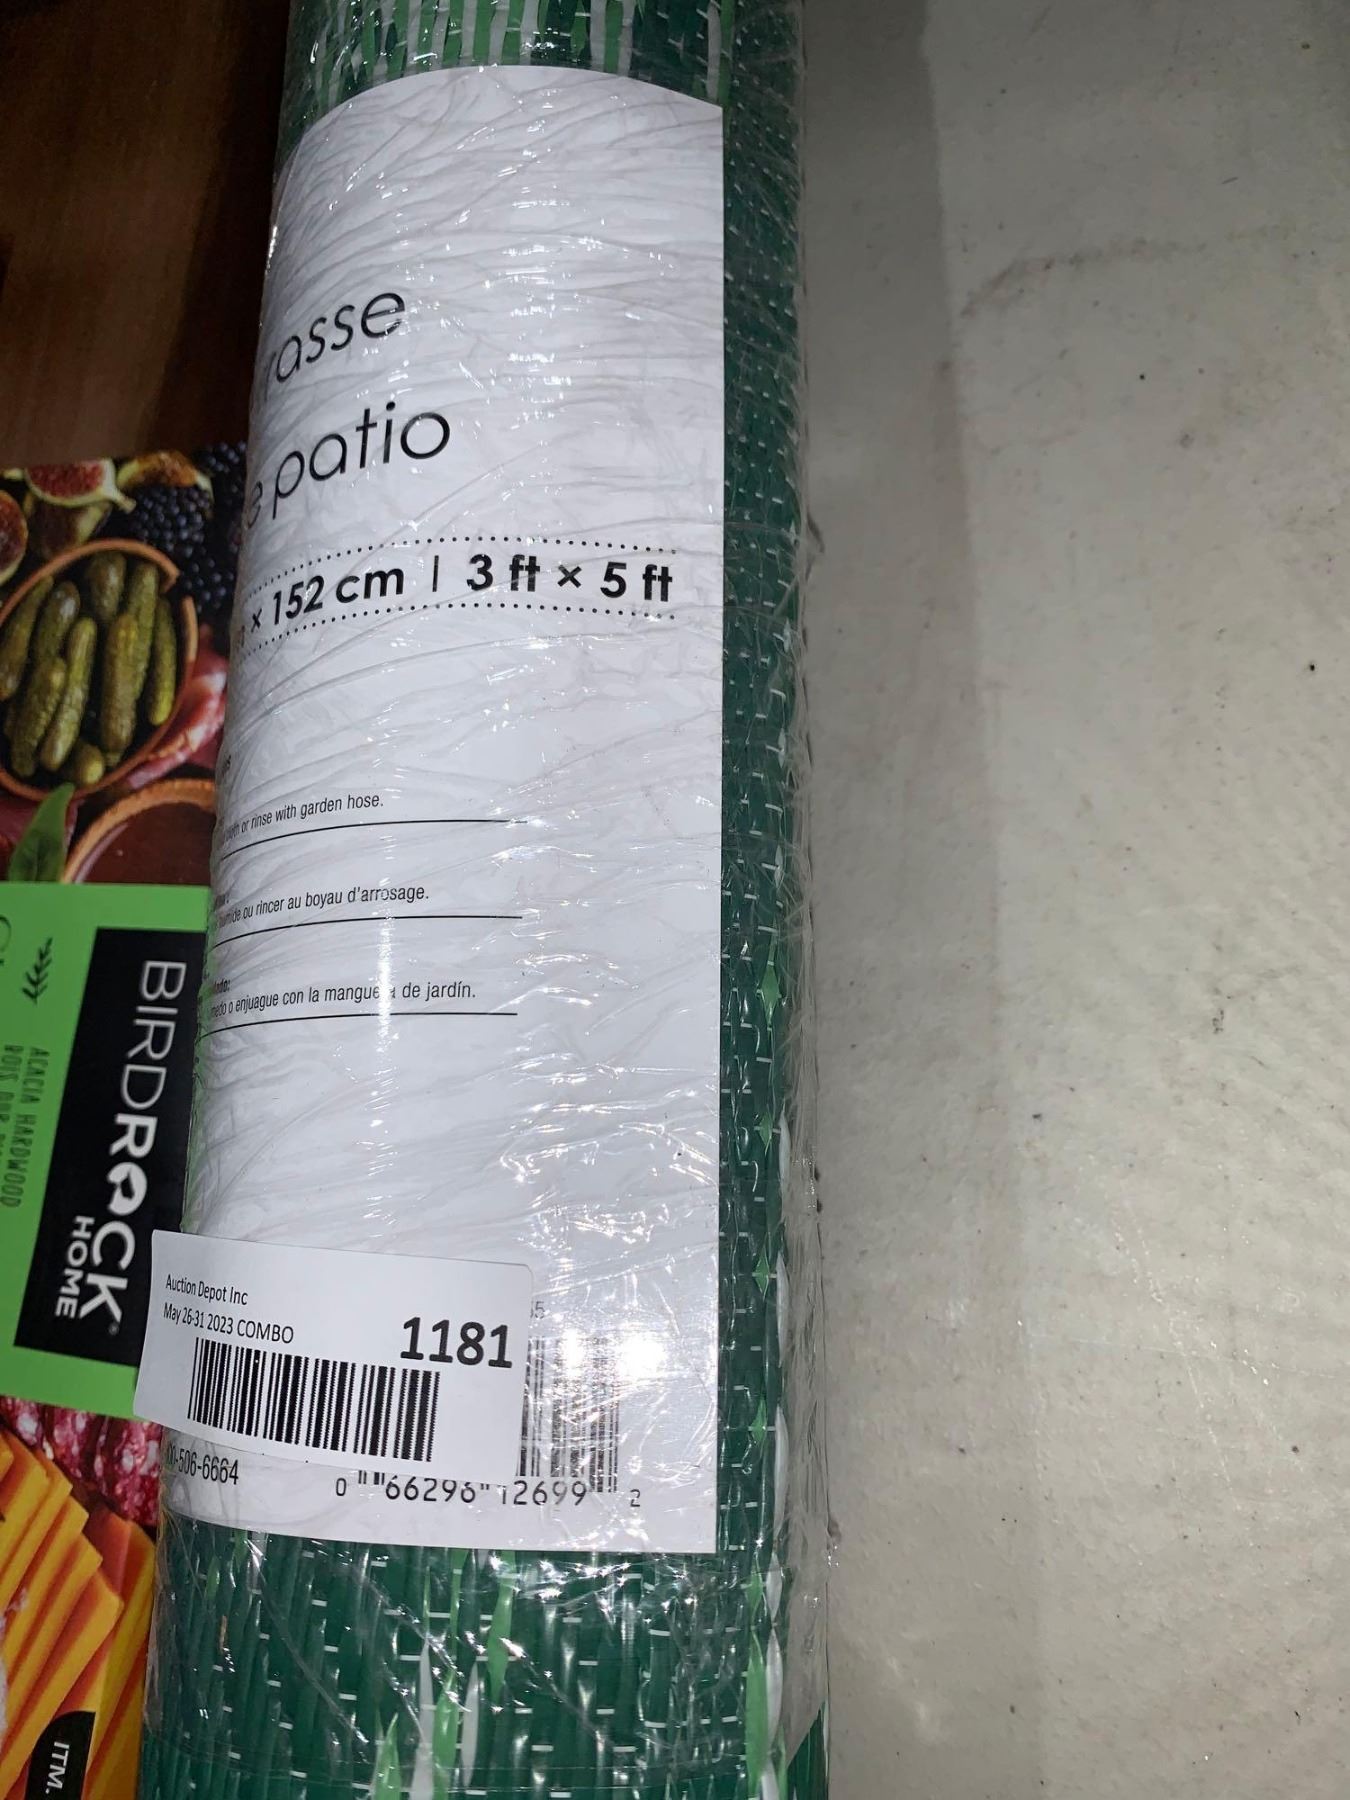 patio
× 152 cm | 3 ft × 5 ft
or rinse with garden hose.
ou rincer au boyau d'arrosage.
o enjuague con la manguera de jardín.
Auction Depot Inc
May 26-31 2023 COMBO
1181
-506-6664
0 66296 12699 2
BIRDROCK
HOME
ACACIA HARDWOOD
ITM.